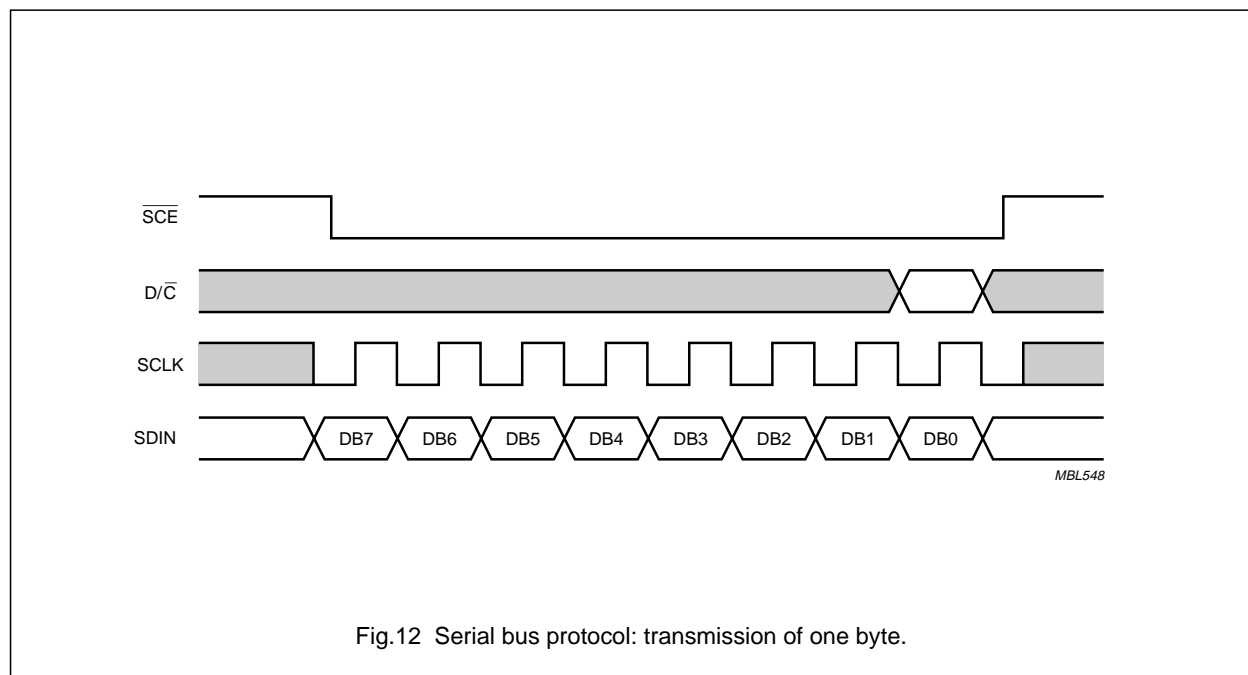 S̅C̅E̅
D/C̅
SCLK
SDIN
DB7 DB6 DB5 DB4 DB3 DB2 DB1 DB0
MBL548
Fig.12 Serial bus protocol: transmission of one byte.